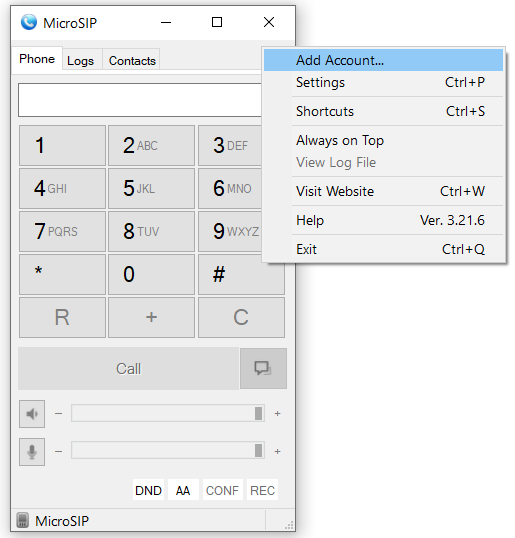 MicroSIP
Phone Logs Contacts
Add Account...
Settings Ctrl+P
Shortcuts Ctrl+S
Always on Top
View Log File
Visit Website Ctrl+W
Help Ver. 3.21.6
Exit Ctrl+Q
1 2 ABC 3 DEF
4 GHI 5 JKL 6 MNO
7 PQRS 8 TUV 9 WXYZ
* 0 #
R + C
Call
− +
− +
DND AA CONF REC
MicroSIP